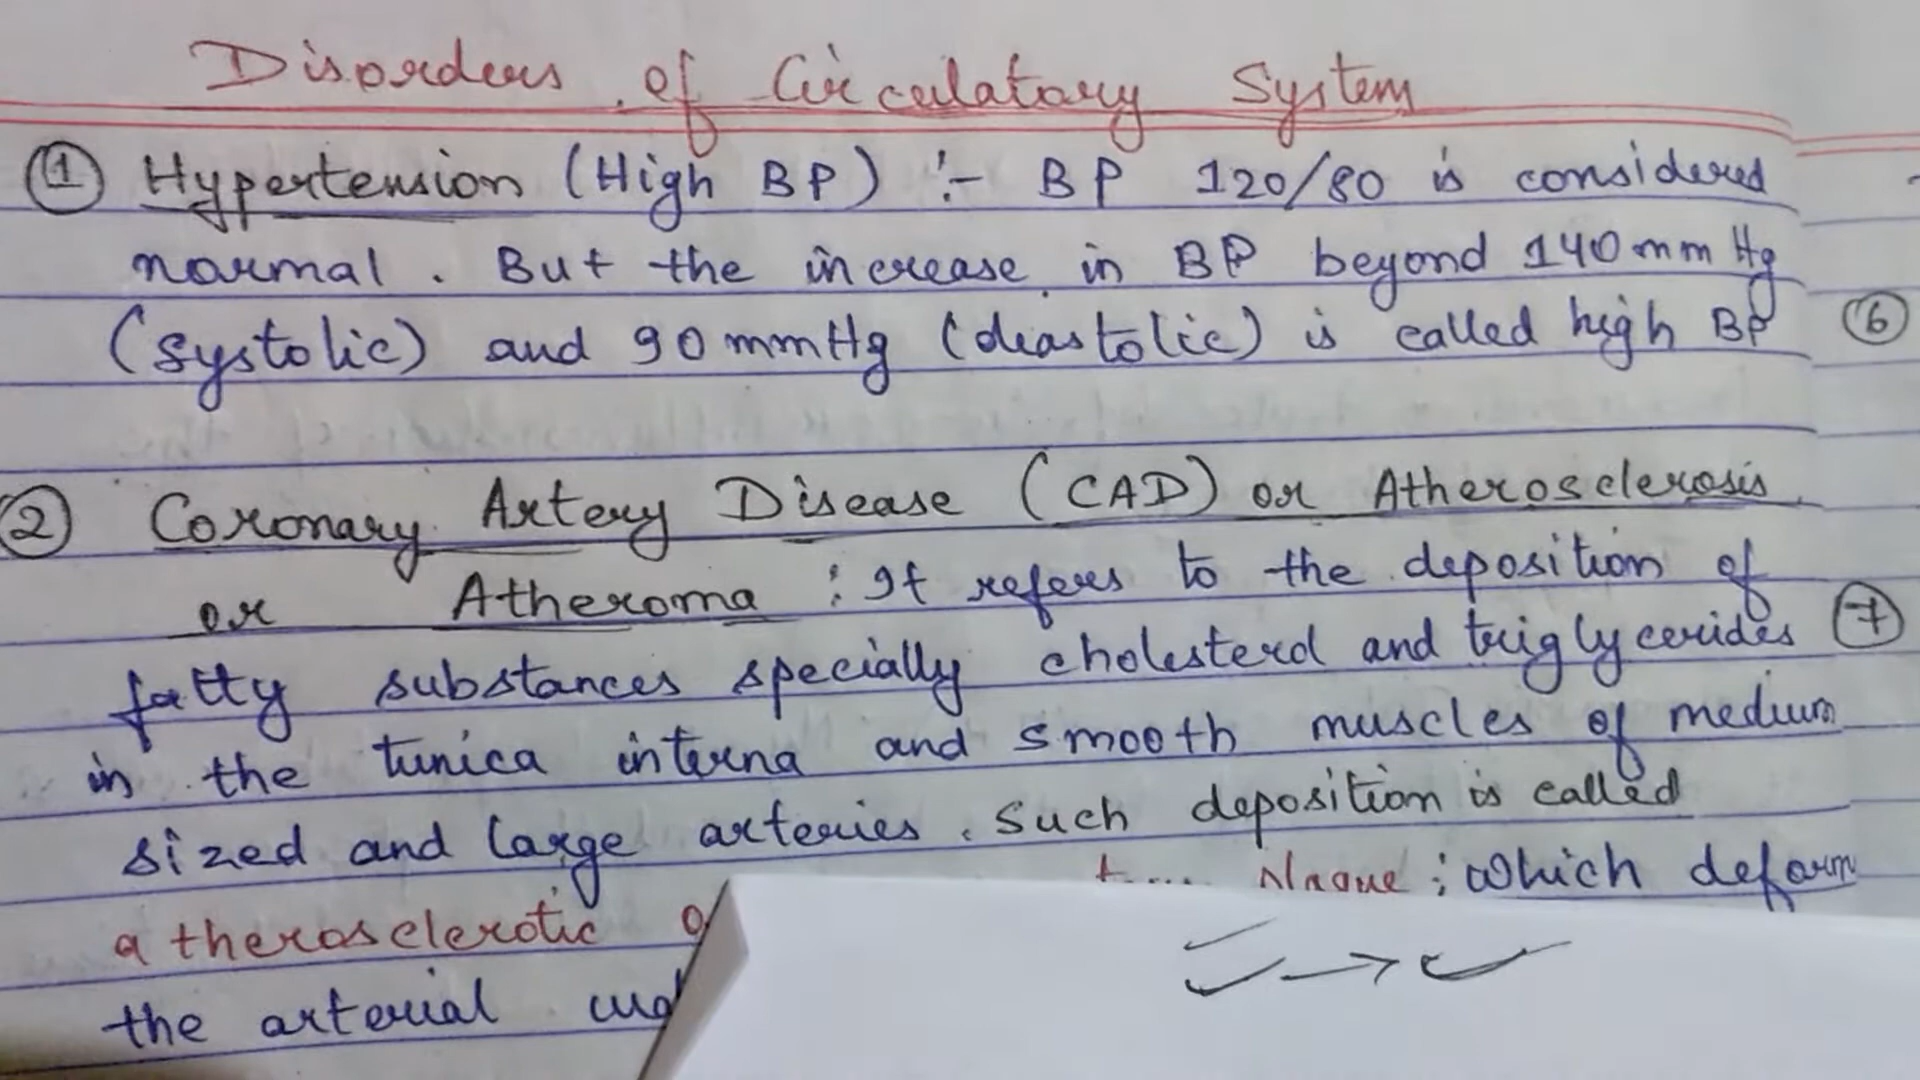 Disorders of Circulatory System
① Hypertension (High BP) :- BP 120/80 is considered
normal. But the increase in BP beyond 140 mm Hg
(systolic) and 90 mmHg (diastolic) is called high BP
⑥
② Coronary Artery Disease (CAD) or Atherosclerosis
or Atheroma : It refers to the deposition of
fatty substances specially cholesterol and triglycerides
⑦
in the tunica interna and smooth muscles of medium
sized and large arteries. Such deposition is called
atherosclerotic ; which deform
the arterial